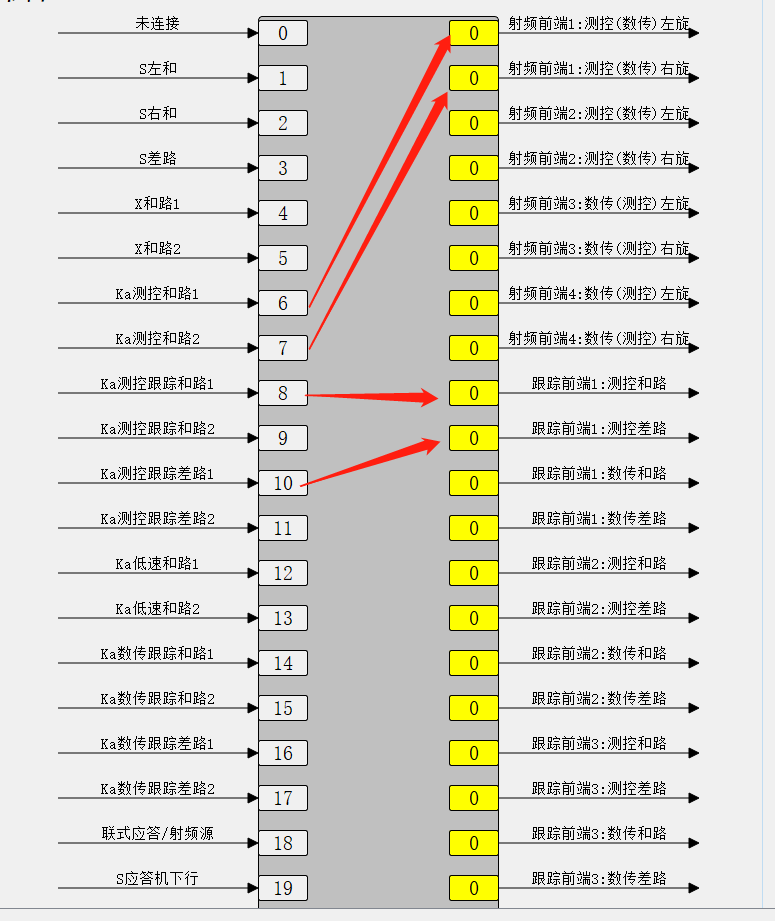 未连接 0 0 射频前端1:测控(数传)左旋
S左和 1 0 射频前端1:测控(数传)右旋
S右和 2 0 射频前端2:测控(数传)左旋
S差路 3 0 射频前端2:测控(数传)右旋
X和路1 4 0 射频前端3:数传(测控)左旋
X和路2 5 0 射频前端3:数传(测控)右旋
Ka测控和路1 6 0 射频前端4:数传(测控)左旋
Ka测控和路2 7 0 射频前端4:数传(测控)右旋
Ka测控跟踪和路1 8 0 跟踪前端1:测控和路
Ka测控跟踪和路2 9 0 跟踪前端1:测控差路
Ka测控跟踪差路1 10 0 跟踪前端1:数传和路
Ka测控跟踪差路2 11 0 跟踪前端1:数传差路
Ka低速和路1 12 0 跟踪前端2:测控和路
Ka低速和路2 13 0 跟踪前端2:测控差路
Ka数传跟踪和路1 14 0 跟踪前端2:数传和路
Ka数传跟踪和路2 15 0 跟踪前端2:数传差路
Ka数传跟踪差路1 16 0 跟踪前端3:测控和路
Ka数传跟踪差路2 17 0 跟踪前端3:测控差路
联式应答/射频源 18 0 跟踪前端3:数传和路
S应答机下行 19 0 跟踪前端3:数传差路